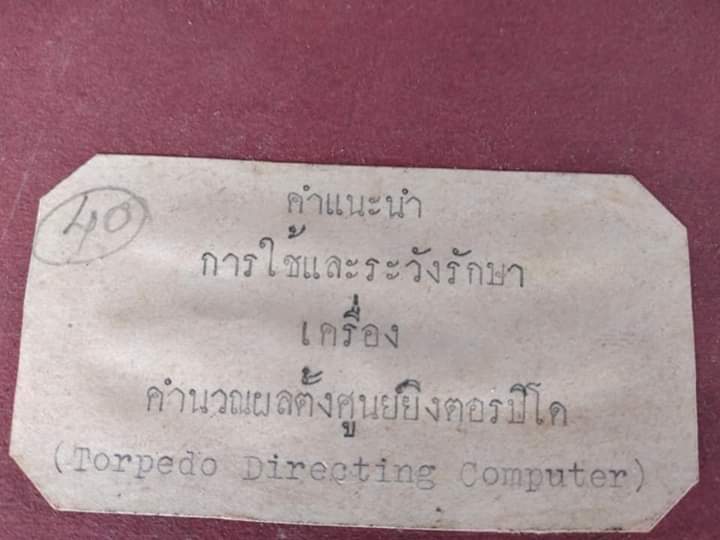 40
คำแนะนำ
การใช้และระวังรักษา
เครื่อง
คำนวณผลตั้งศูนย์ยิงตอรปิโด
(Torpedo Directing Computer)